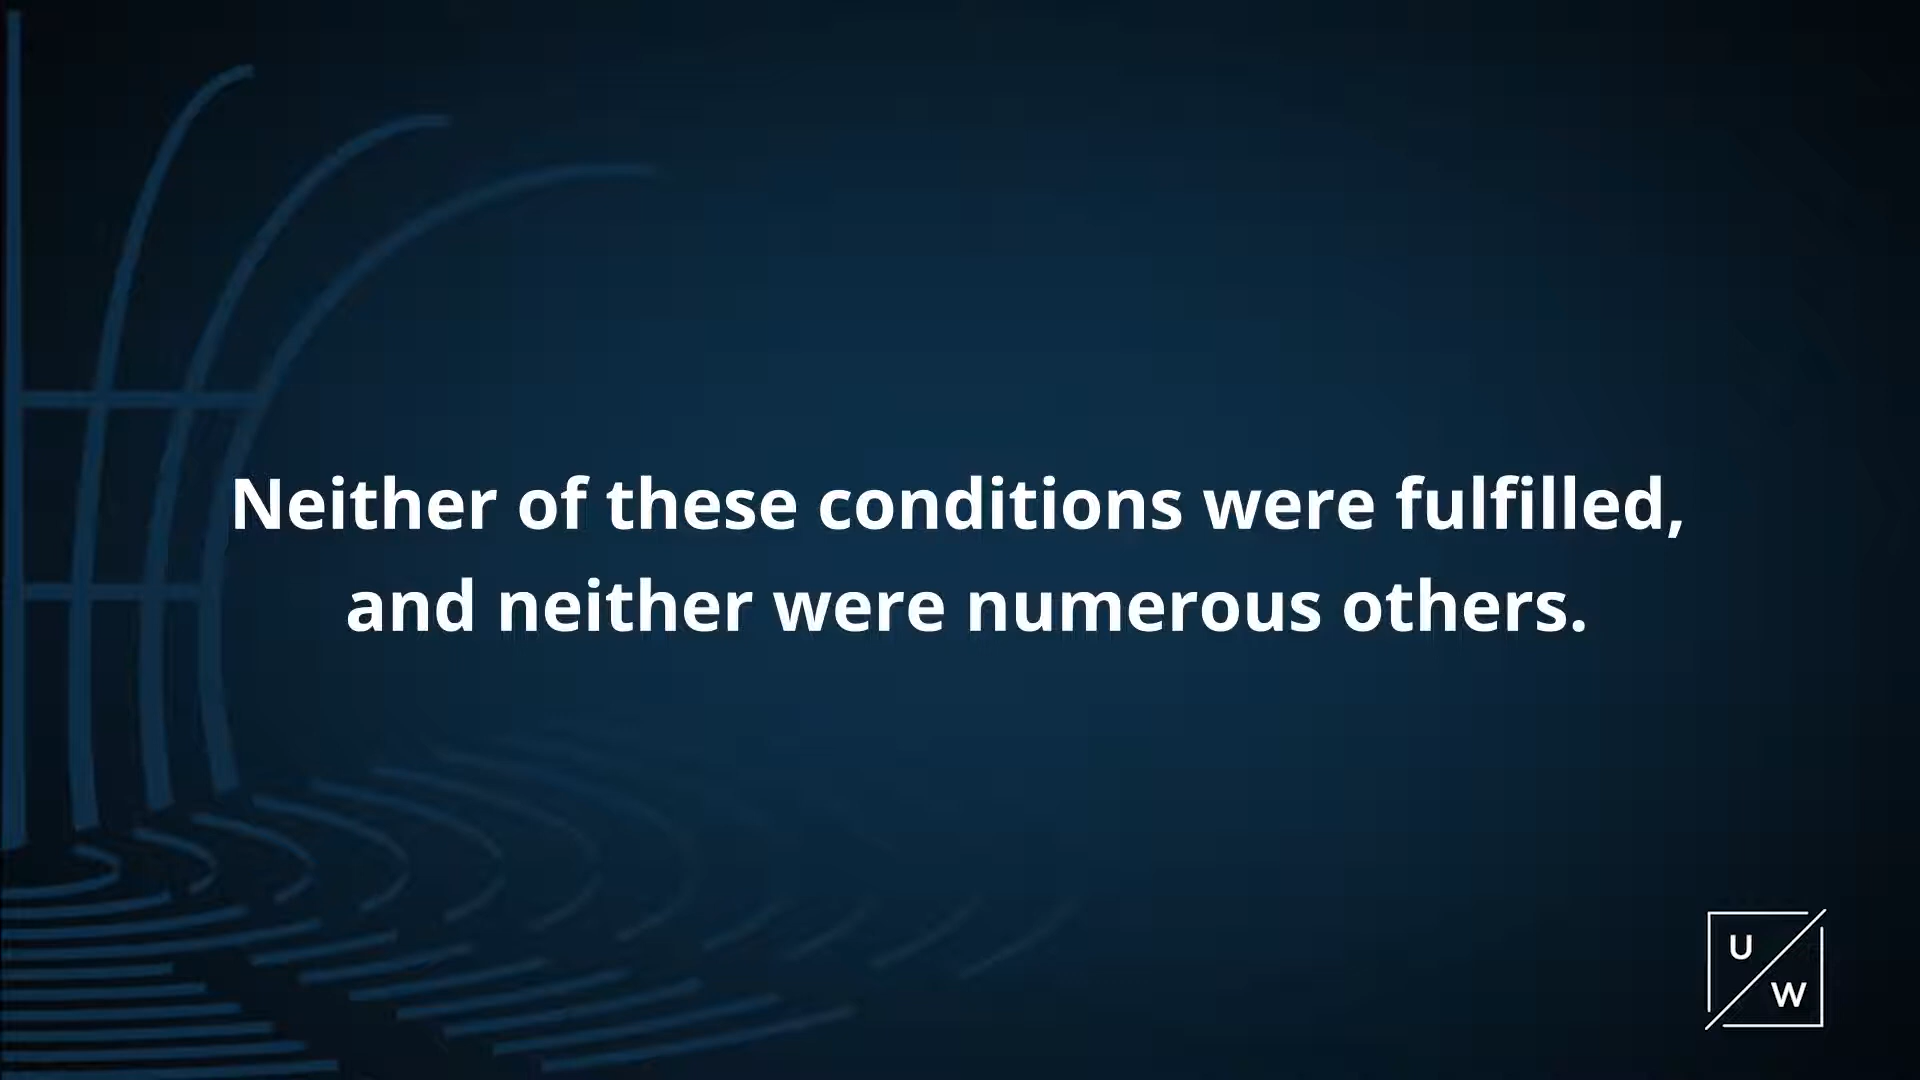 Neither of these conditions were fulfilled,
and neither were numerous others.
U
W